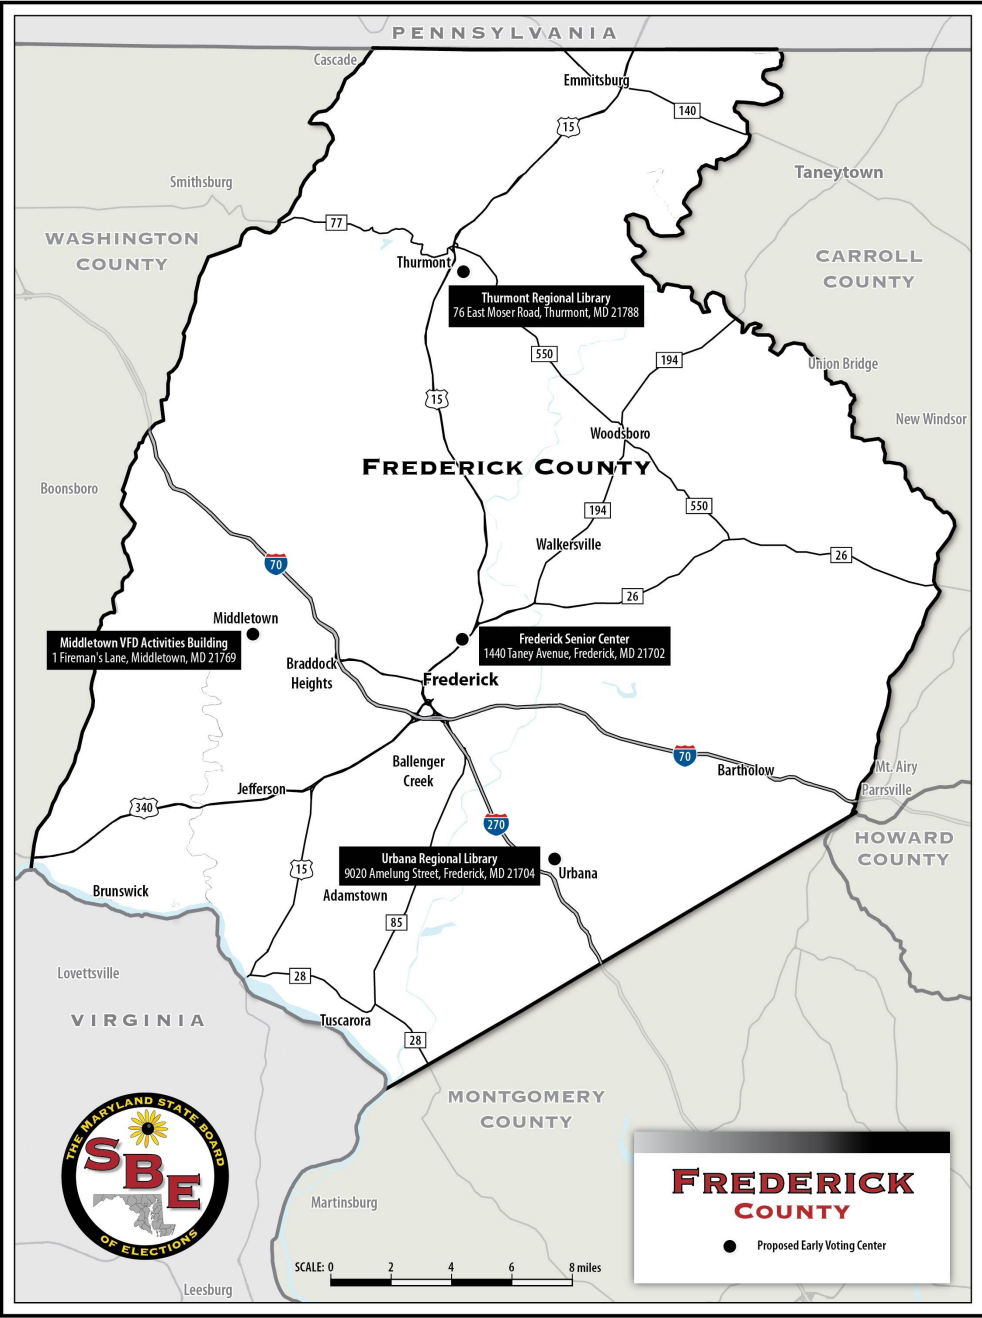 PENNSYLVANIA
Cascade
Emmitsburg
140
15
Taneytown
Smithsburg
77
WASHINGTON
COUNTY
CARROLL
COUNTY
Thurmont
Thurmont Regional Library
76 East Moser Road, Thurmont, MD 21788
550
194
Union Bridge
15
New Windsor
Woodsboro
FREDERICK COUNTY
Boonsboro
194
550
Walkersville
26
70
26
Middletown
Middletown VFD Activities Building
1 Fireman's Lane, Middletown, MD 21769
Frederick Senior Center
1440 Taney Avenue, Frederick, MD 21702
Braddock
Heights
Frederick
70
Ballenger
Creek
Bartholow
Mt. Airy
Parrsville
Jefferson
340
270
HOWARD
COUNTY
Urbana Regional Library
9020 Amelung Street, Frederick, MD 21704
15
Urbana
Brunswick
Adamstown
85
Lovettsville
28
VIRGINIA
Tuscarora
28
MONTGOMERY
COUNTY
THE MARYLAND STATE BOARD
SBE
OF ELECTIONS
FREDERICK
COUNTY
Martinsburg
Proposed Early Voting Center
SCALE: 0 2 4 6 8 miles
Leesburg